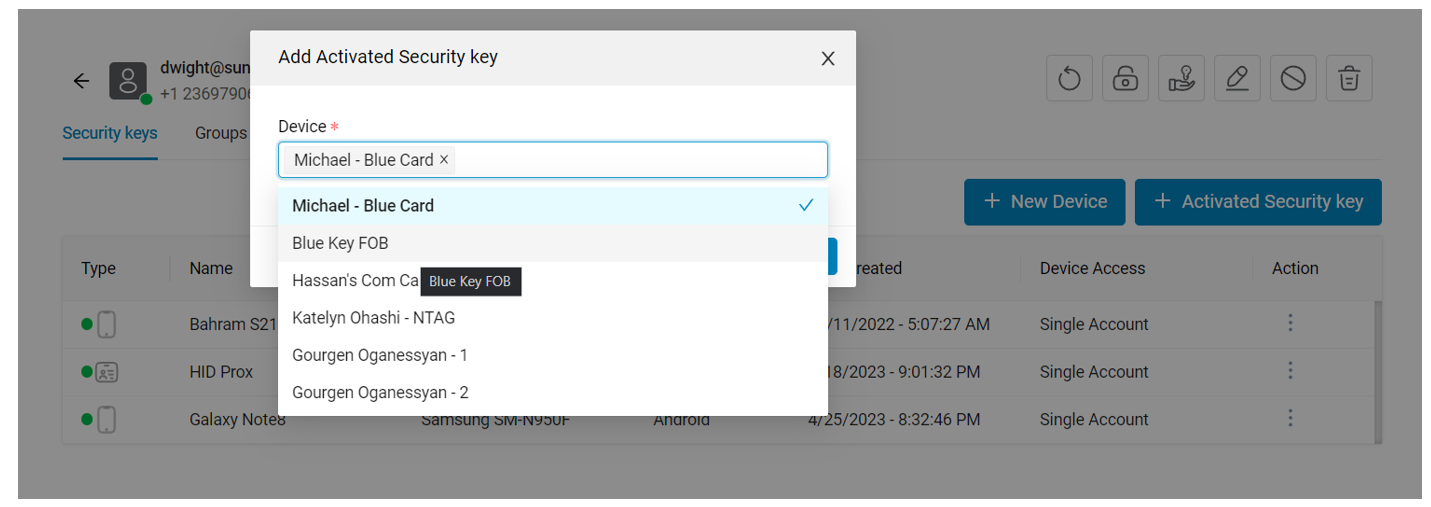 Add Activated Security key
dwight@sun
+1 2369790
Security keys Groups
Device *
Michael - Blue Card ×
Michael - Blue Card
Blue Key FOB
Hassan's Com Ca
Blue Key FOB
Katelyn Ohashi - NTAG
Gourgen Oganessyan - 1
Gourgen Oganessyan - 2
+ New Device + Activated Security key
Type Name reated Device Access Action
Bahram S21 /11/2022 - 5:07:27 AM Single Account
HID Prox 18/2023 - 9:01:32 PM Single Account
Galaxy Note8 Samsung SM-N950F Android 4/25/2023 - 8:32:46 PM Single Account